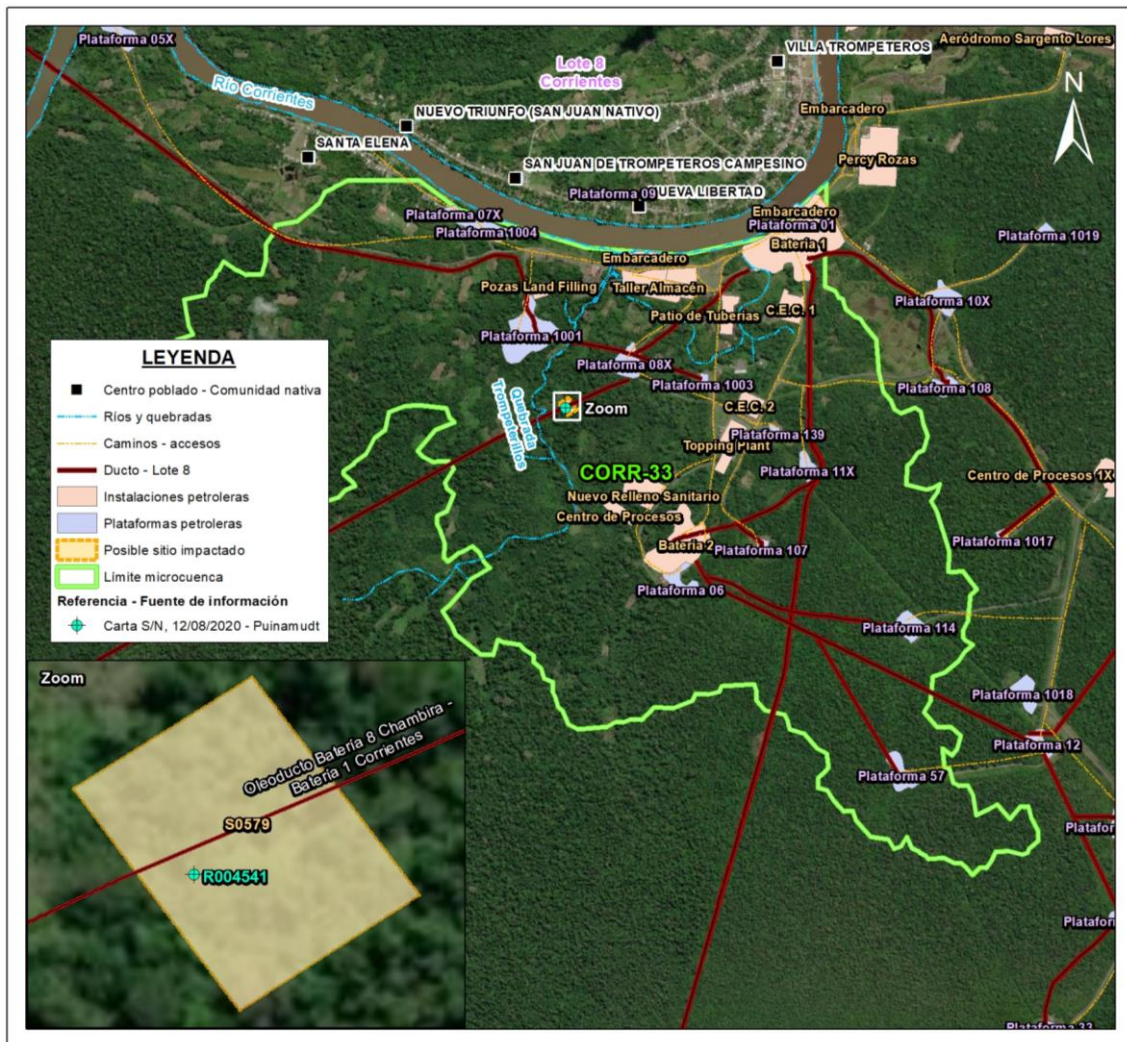 Plataforma 05X
Aeródromo Sargento Lores
VILLA TROMPETEROS
Lote 8
Corrientes
Río Corrientes
N
Embarcadero
NUEVO TRIUNFO (SAN JUAN NATIVO)
SANTA ELENA
Percy Rozas
SAN JUAN DE TROMPETEROS CAMPESINO
Plataforma 09
UEVA LIBERTAD
Plataforma 07X
Plataforma 1004
Embarcadero
Plataforma 01
Batería 1
Plataforma 1019
Embarcadero
Pozas Land Filling
Taller Almacén
Plataforma 10X
Patio de Tuberías
C.E.C. 1
Plataforma 1001
Plataforma 08X
Plataforma 1003
Plataforma 108
Quebrada
Trompeterillos
Zoom
C.E.C. 2
Plataforma 139
Topping Plant
Plataforma 11X
CORR-33
Centro de Procesos 1X
Nuevo Relleno Sanitario
Centro de Procesos
Batería 2
Plataforma 107
Plataforma 1017
Plataforma 06
Plataforma 114
Plataforma 1018
Plataforma 12
Plataforma 57
Platafor
Platafor
Plataforma 33
LEYENDA
Centro poblado - Comunidad nativa
Ríos y quebradas
Caminos - accesos
Ducto - Lote 8
Instalaciones petroleras
Plataformas petroleras
Posible sitio impactado
Límite microcuenca
Referencia - Fuente de información
Carta S/N, 12/08/2020 - Puinamudt
Zoom
Oleoducto Batería 8 Chambira -
Batería 1 Corrientes
S0579
R004541